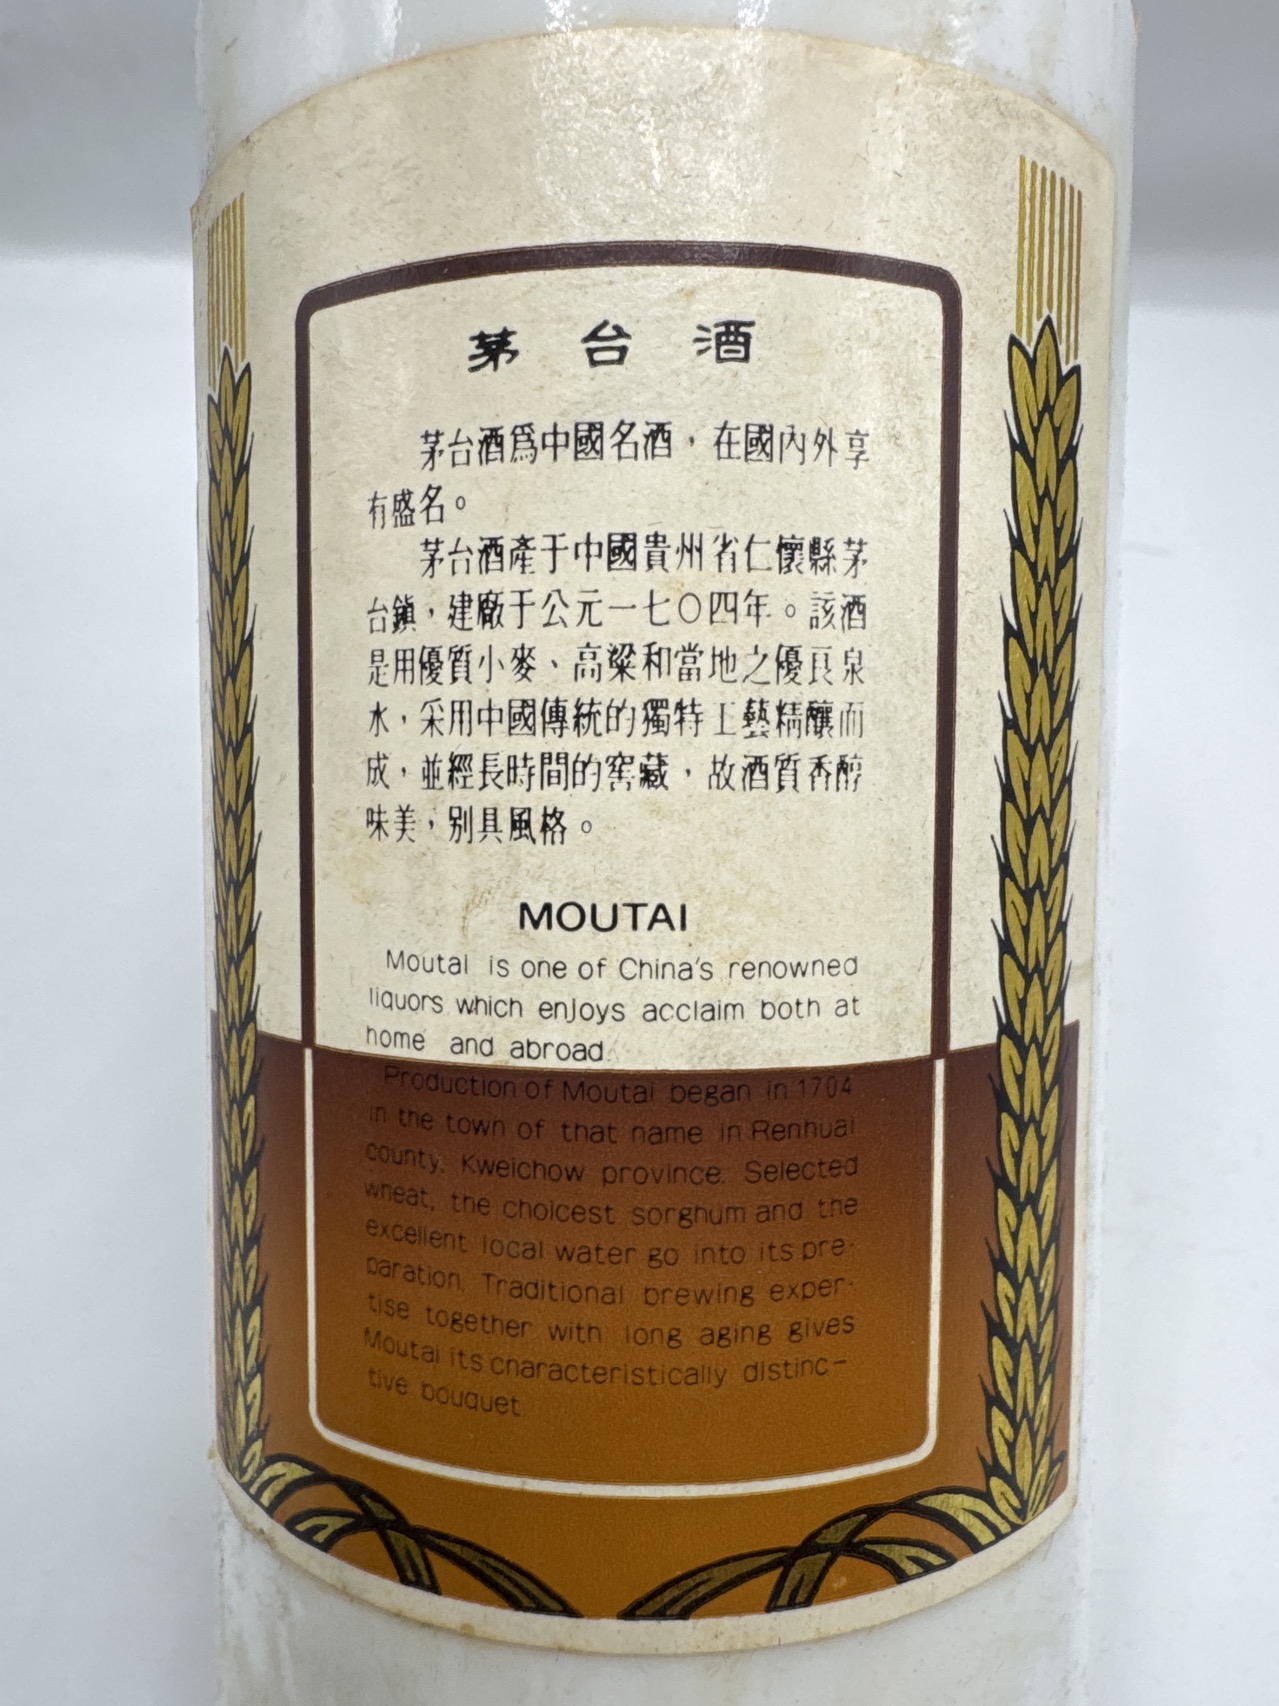 茅台酒
茅台酒爲中國名酒，在國內外享
有盛名。
茅台酒產于中國貴州省仁懷縣茅
台鎮，建廠于公元一七〇四年。該酒
是用優質小麥、高粱和當地之優良泉
水，采用中國傳統的獨特工藝精釀而
成，並經長時間的窖藏，故酒質香醇
味美，别具風格。
MOUTAI
Moutai is one of China's renowned
liquors which enjoys acclaim both at
home and abroad.
Production of Moutai began in 1704
in the town of that name in Renhuai
county, Kweichow province. Selected
wheat, the choicest sorghum and the
excellent local water go into its pre-
paration. Traditional brewing exper-
tise together with long aging gives
Moutai its characteristically distinc-
tive bouquet.